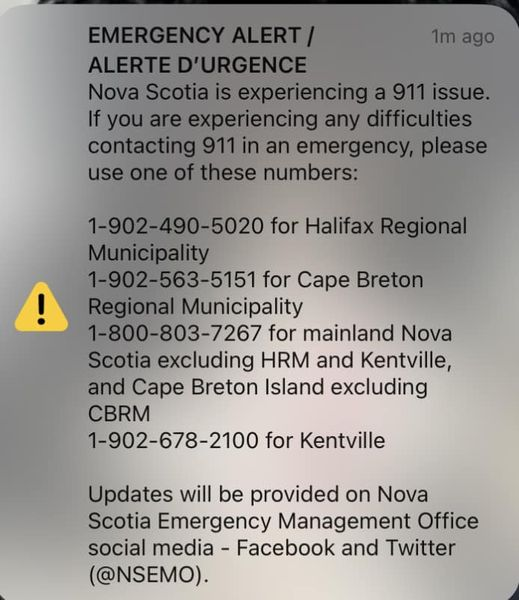 EMERGENCY ALERT /
1m ago
ALERTE D'URGENCE
Nova Scotia is experiencing a 911 issue.
If you are experiencing any difficulties
contacting 911 in an emergency, please
use one of these numbers:
1-902-490-5020 for Halifax Regional
Municipality
1-902-563-5151 for Cape Breton
Regional Municipality
1-800-803-7267 for mainland Nova
Scotia excluding HRM and Kentville,
and Cape Breton Island excluding
CBRM
1-902-678-2100 for Kentville
Updates will be provided on Nova
Scotia Emergency Management Office
social media - Facebook and Twitter
(@NSEMO).